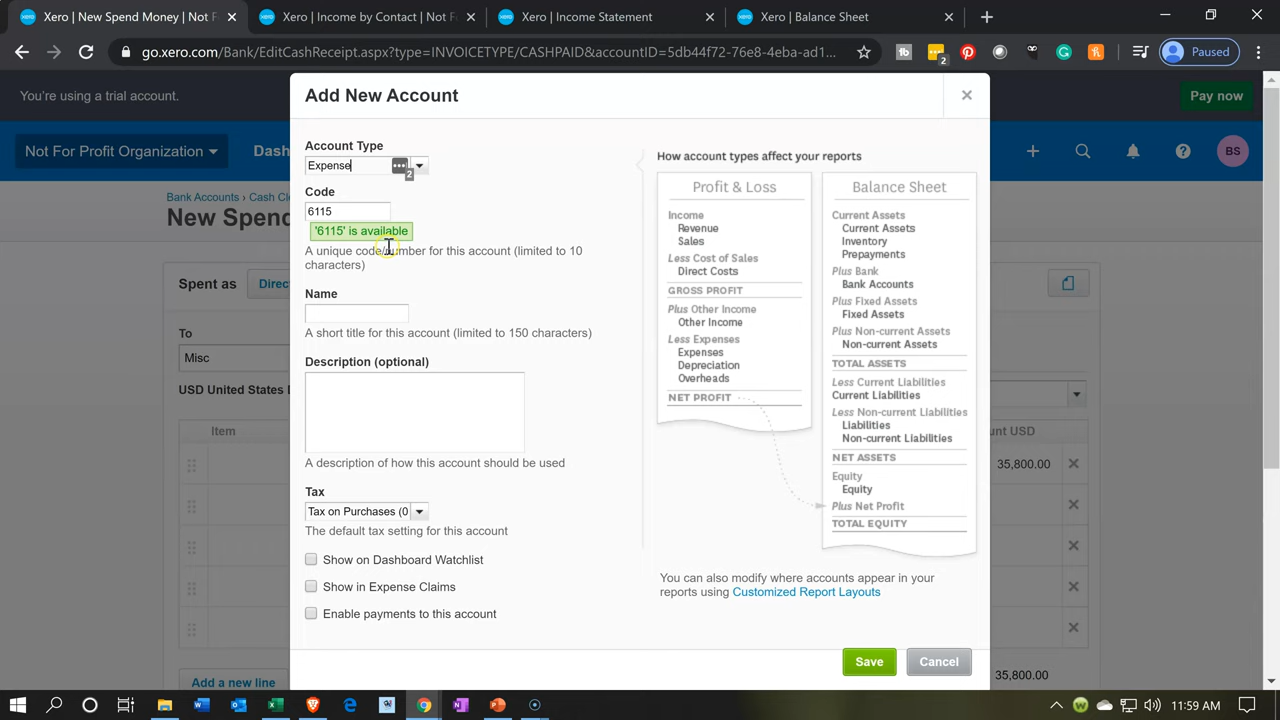 Xero | New Spend Money | Not F
Xero | Income by Contact | Not F
Xero | Income Statement
Xero | Balance Sheet
go.xero.com/Bank/EditCashReceipt.aspx?type=INVOICETYPE/CASHPAID&accountID=5db44f72-76e8-4eba-ad1...
2
Paused
You're using a trial account.
Pay now
Not For Profit Organization
Dash
BS
Bank Accounts › Cash Cl
New Spend
Spent as
Direc
To
Misc
USD United States D
Item
unt USD
35,800.00
Add a new line
35,800.00
Add New Account
Account Type
Expense
2
Code
6115
'6115' is available
A unique code/number for this account (limited to 10
characters)
Name
A short title for this account (limited to 150 characters)
Description (optional)
A description of how this account should be used
Tax
Tax on Purchases (0
The default tax setting for this account
Show on Dashboard Watchlist
Show in Expense Claims
Enable payments to this account
How account types affect your reports
Profit & Loss
Income
Revenue
Sales
Less Cost of Sales
Direct Costs
GROSS PROFIT
Plus Other Income
Other Income
Less Expenses
Expenses
Depreciation
Overheads
NET PROFIT
Balance Sheet
Current Assets
Current Assets
Inventory
Prepayments
Plus Bank
Bank Accounts
Plus Fixed Assets
Fixed Assets
Plus Non-current Assets
Non-current Assets
TOTAL ASSETS
Less Current Liabilities
Current Liabilities
Less Non-current Liabilities
Liabilities
Non-current Liabilities
NET ASSETS
Equity
Equity
Plus Net Profit
TOTAL EQUITY
You can also modify where accounts appear in your
reports using Customized Report Layouts
Save
Cancel
11:59 AM